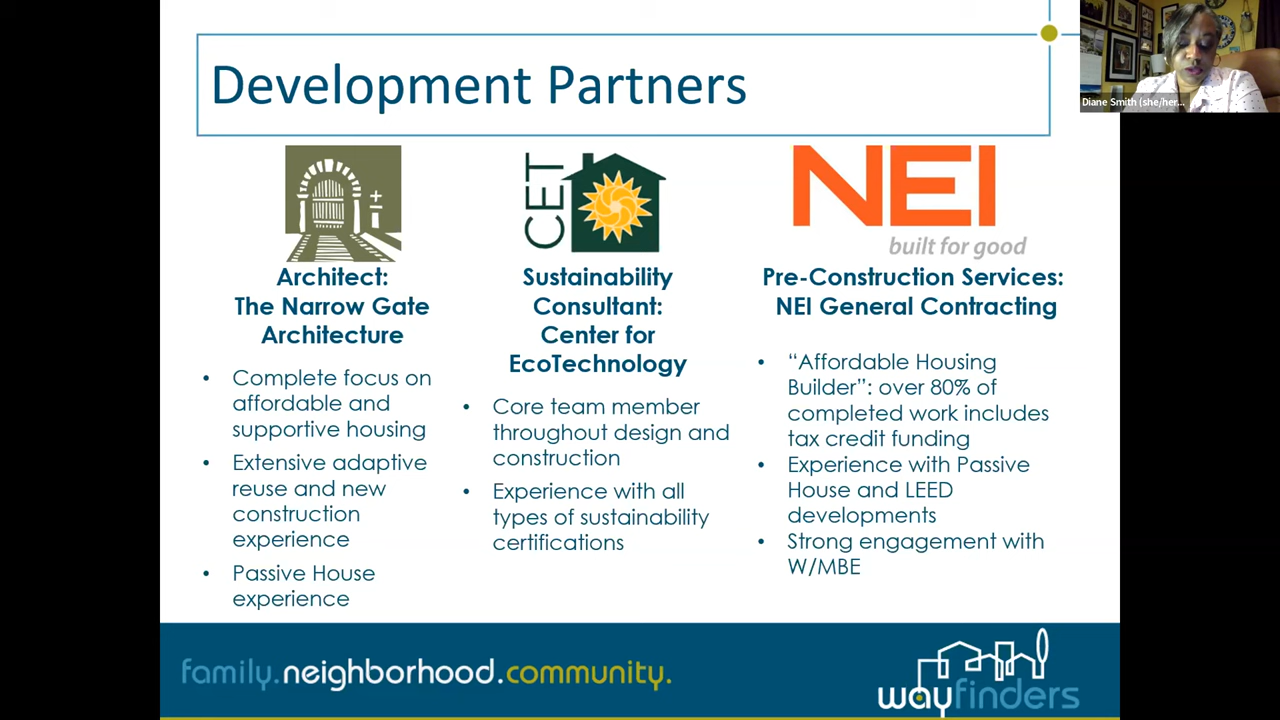 Development Partners
Diane Smith (she/her...
CET
NEI
built for good
Architect:
The Narrow Gate
Architecture
• Complete focus on
affordable and
supportive housing
• Extensive adaptive
reuse and new
construction
experience
• Passive House
experience
Sustainability
Consultant:
Center for
EcoTechnology
• Core team member
throughout design and
construction
• Experience with all
types of sustainability
certifications
Pre-Construction Services:
NEI General Contracting
• “Affordable Housing
Builder”: over 80% of
completed work includes
tax credit funding
• Experience with Passive
House and LEED
developments
• Strong engagement with
W/MBE
family.neighborhood.community.
wayfinders